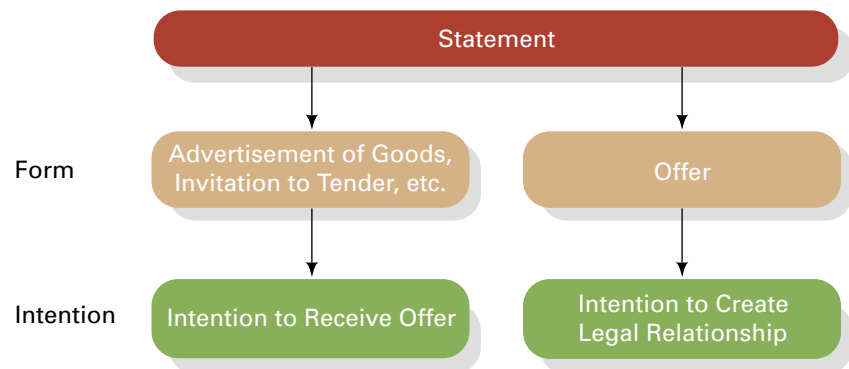 Statement
Form
Advertisement of Goods,
Invitation to Tender, etc.
Offer
Intention
Intention to Receive Offer
Intention to Create
Legal Relationship